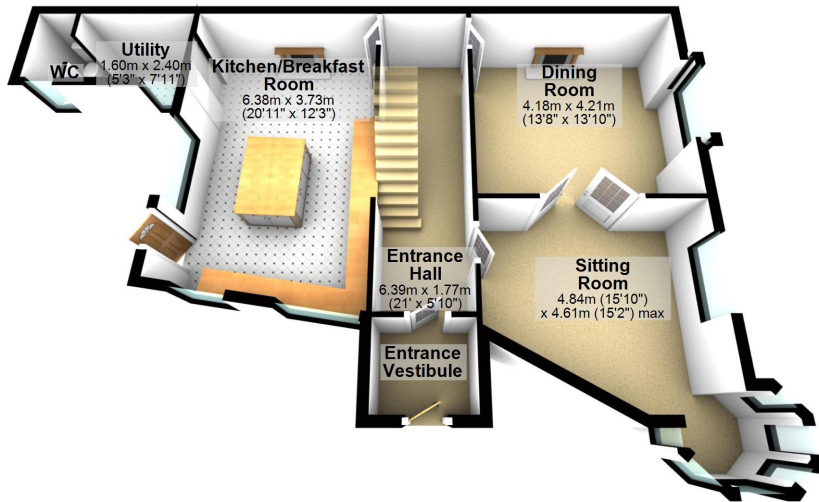 Utility
1.60m x 2.40m
(5'3" x 7'11")
WC
Kitchen/Breakfast
Room
6.38m x 3.73m
(20'11" x 12'3")
Dining
Room
4.18m x 4.21m
(13'8" x 13'10")
Entrance
Hall
6.39m x 1.77m
(21' x 5'10")
Sitting
Room
4.84m (15'10")
x 4.61m (15'2") max
Entrance
Vestibule